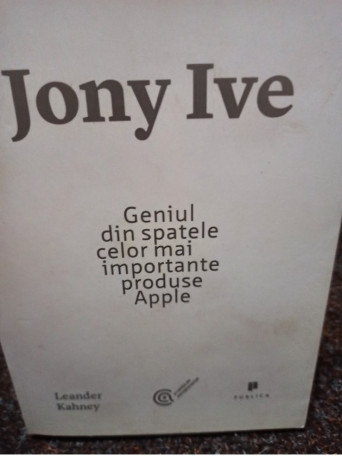 Jony Ive
Geniul
din spatele
celor mai
importante
produse
Apple
Leander
Kahney
PUBLICA